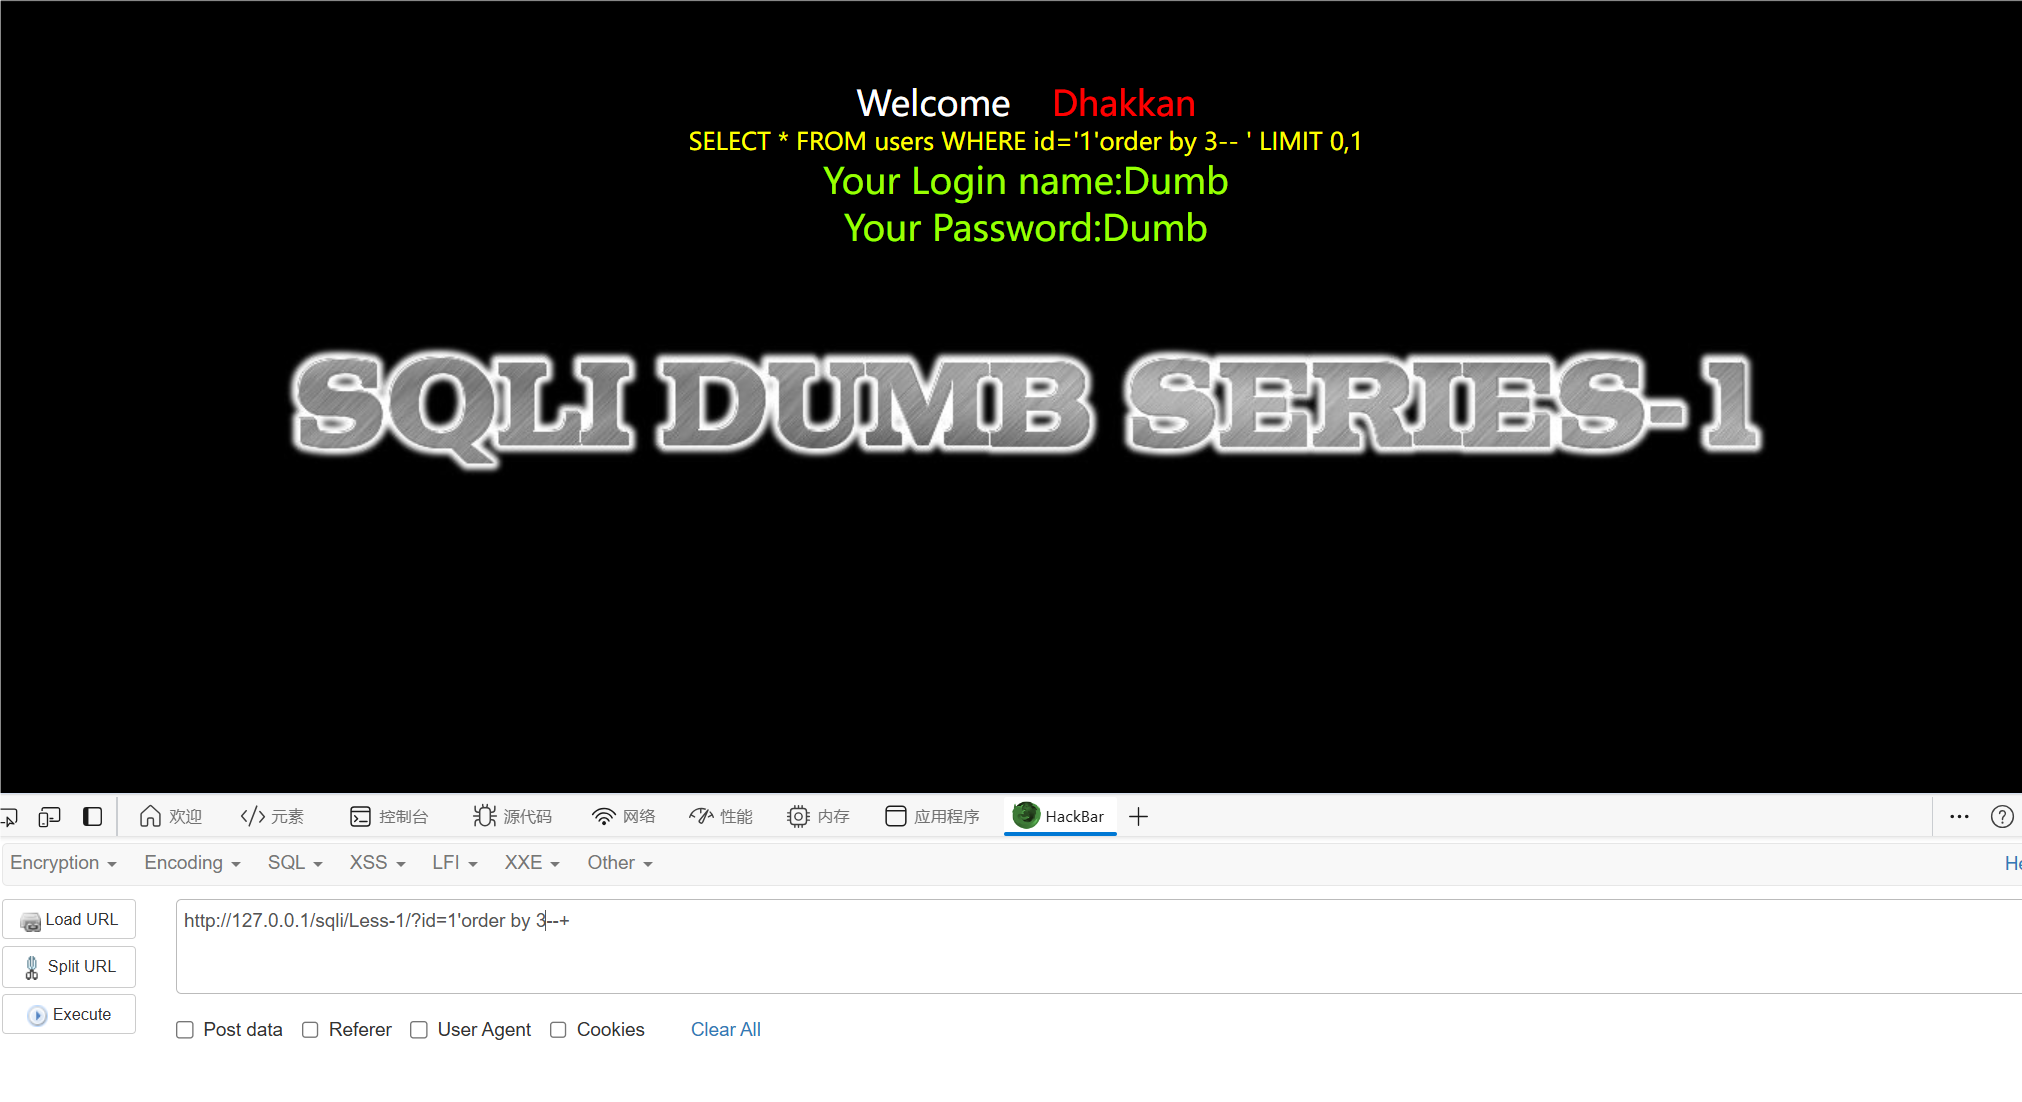 Welcome Dhakkan
SELECT * FROM users WHERE id='1'order by 3-- ' LIMIT 0,1
Your Login name:Dumb
Your Password:Dumb
SQLI DUMB SERIES-1
欢迎 元素 控制台 源代码 网络 性能 内存 应用程序 HackBar
Encryption Encoding SQL XSS LFI XXE Other He
Load URL
http://127.0.0.1/sqli/Less-1/?id=1'order by 3--+
Split URL
Execute
Post data Referer User Agent Cookies Clear All